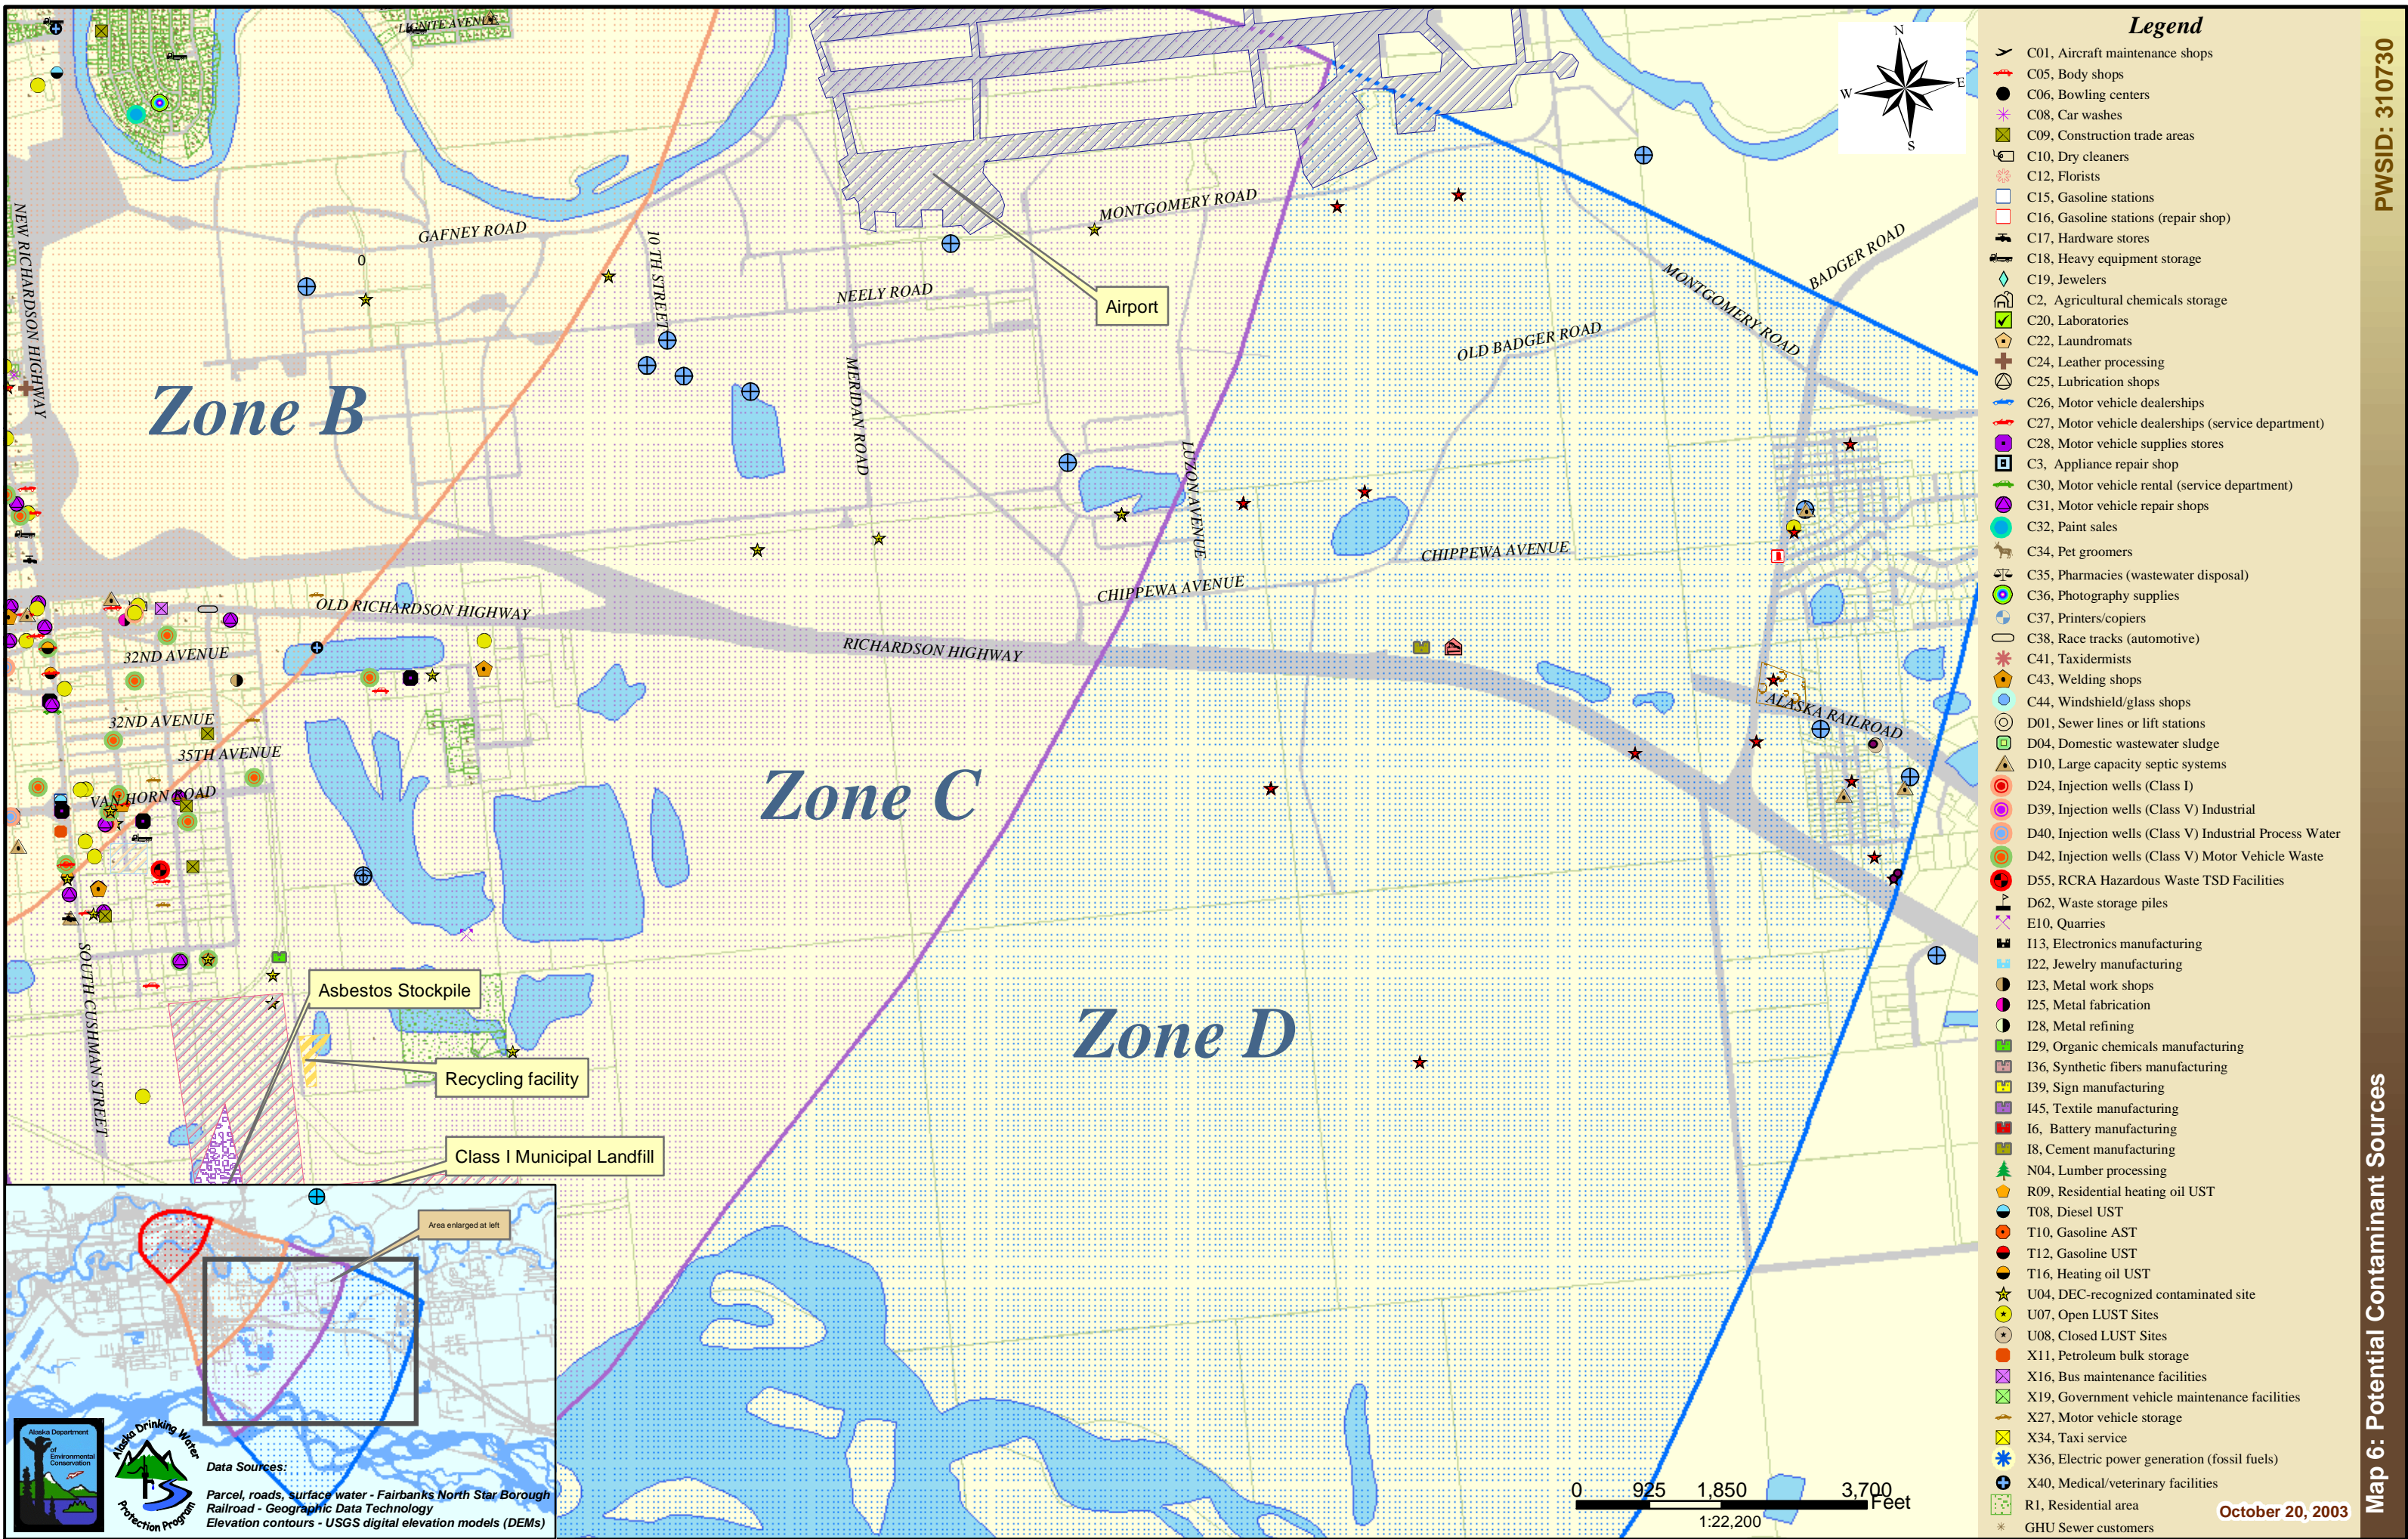 LIGNITE AVENUE
NEW RICHARDSON HIGHWAY
GAFNEY ROAD
0
10 TH STREET
MONTGOMERY ROAD
NEELY ROAD
Airport
MERIDAN ROAD
LUZON AVENUE
OLD BADGER ROAD
MONTGOMERY ROAD
BADGER ROAD
Zone B
CHIPPEWA AVENUE
CHIPPEWA AVENUE
OLD RICHARDSON HIGHWAY
RICHARDSON HIGHWAY
32ND AVENUE
32ND AVENUE
35TH AVENUE
VAN HORN ROAD
ALASKA RAILROAD
Zone C
SOUTH CUSHMAN STREET
Asbestos Stockpile
Recycling facility
Class I Municipal Landfill
Zone D
N
W
E
S
0 925 1,850 3,700
Feet
1:22,200
Area enlarged at left
Alaska Department
of
Environmental
Conservation
Alaska Drinking Water
Protection Program
Data Sources:
Parcel, roads, surface water - Fairbanks North Star Borough
Railroad - Geographic Data Technology
Elevation contours - USGS digital elevation models (DEMs)
Legend
C01, Aircraft maintenance shops
C05, Body shops
C06, Bowling centers
C08, Car washes
C09, Construction trade areas
C10, Dry cleaners
C12, Florists
C15, Gasoline stations
C16, Gasoline stations (repair shop)
C17, Hardware stores
C18, Heavy equipment storage
C19, Jewelers
C2, Agricultural chemicals storage
C20, Laboratories
C22, Laundromats
C24, Leather processing
C25, Lubrication shops
C26, Motor vehicle dealerships
C27, Motor vehicle dealerships (service department)
C28, Motor vehicle supplies stores
C3, Appliance repair shop
C30, Motor vehicle rental (service department)
C31, Motor vehicle repair shops
C32, Paint sales
C34, Pet groomers
C35, Pharmacies (wastewater disposal)
C36, Photography supplies
C37, Printers/copiers
C38, Race tracks (automotive)
C41, Taxidermists
C43, Welding shops
C44, Windshield/glass shops
D01, Sewer lines or lift stations
D04, Domestic wastewater sludge
D10, Large capacity septic systems
D24, Injection wells (Class I)
D39, Injection wells (Class V) Industrial
D40, Injection wells (Class V) Industrial Process Water
D42, Injection wells (Class V) Motor Vehicle Waste
D55, RCRA Hazardous Waste TSD Facilities
D62, Waste storage piles
E10, Quarries
I13, Electronics manufacturing
I22, Jewelry manufacturing
I23, Metal work shops
I25, Metal fabrication
I28, Metal refining
I29, Organic chemicals manufacturing
I36, Synthetic fibers manufacturing
I39, Sign manufacturing
I45, Textile manufacturing
I6, Battery manufacturing
I8, Cement manufacturing
N04, Lumber processing
R09, Residential heating oil UST
T08, Diesel UST
T10, Gasoline AST
T12, Gasoline UST
T16, Heating oil UST
U04, DEC-recognized contaminated site
U07, Open LUST Sites
U08, Closed LUST Sites
X11, Petroleum bulk storage
X16, Bus maintenance facilities
X19, Government vehicle maintenance facilities
X27, Motor vehicle storage
X34, Taxi service
X36, Electric power generation (fossil fuels)
X40, Medical/veterinary facilities
R1, Residential area
GHU Sewer customers
October 20, 2003
PWSID: 310730
Map 6: Potential Contaminant Sources